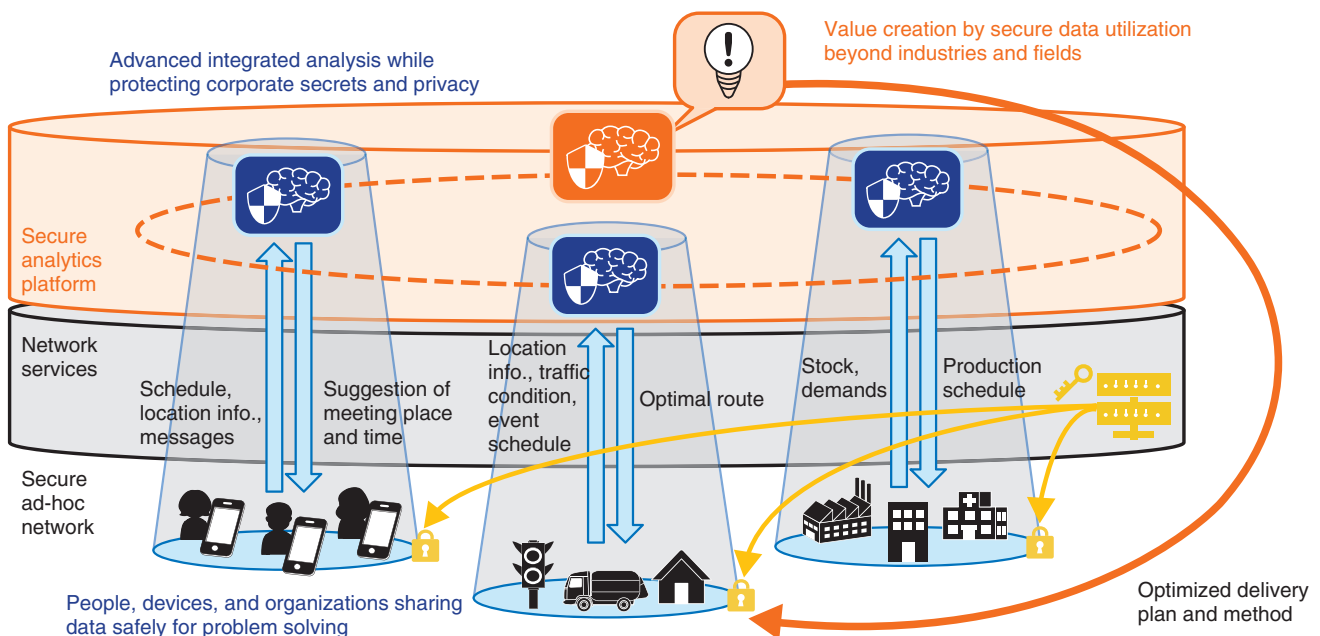 Value creation by secure data utilization
beyond industries and fields
Advanced integrated analysis while
protecting corporate secrets and privacy
Secure
analytics
platform
Network
services
Schedule,
location info.,
messages
Suggestion of
meeting place
and time
Location
info., traffic
condition,
event
schedule
Optimal route
Stock,
demands
Production
schedule
Secure
ad-hoc
network
People, devices, and organizations sharing
data safely for problem solving
Optimized delivery
plan and method